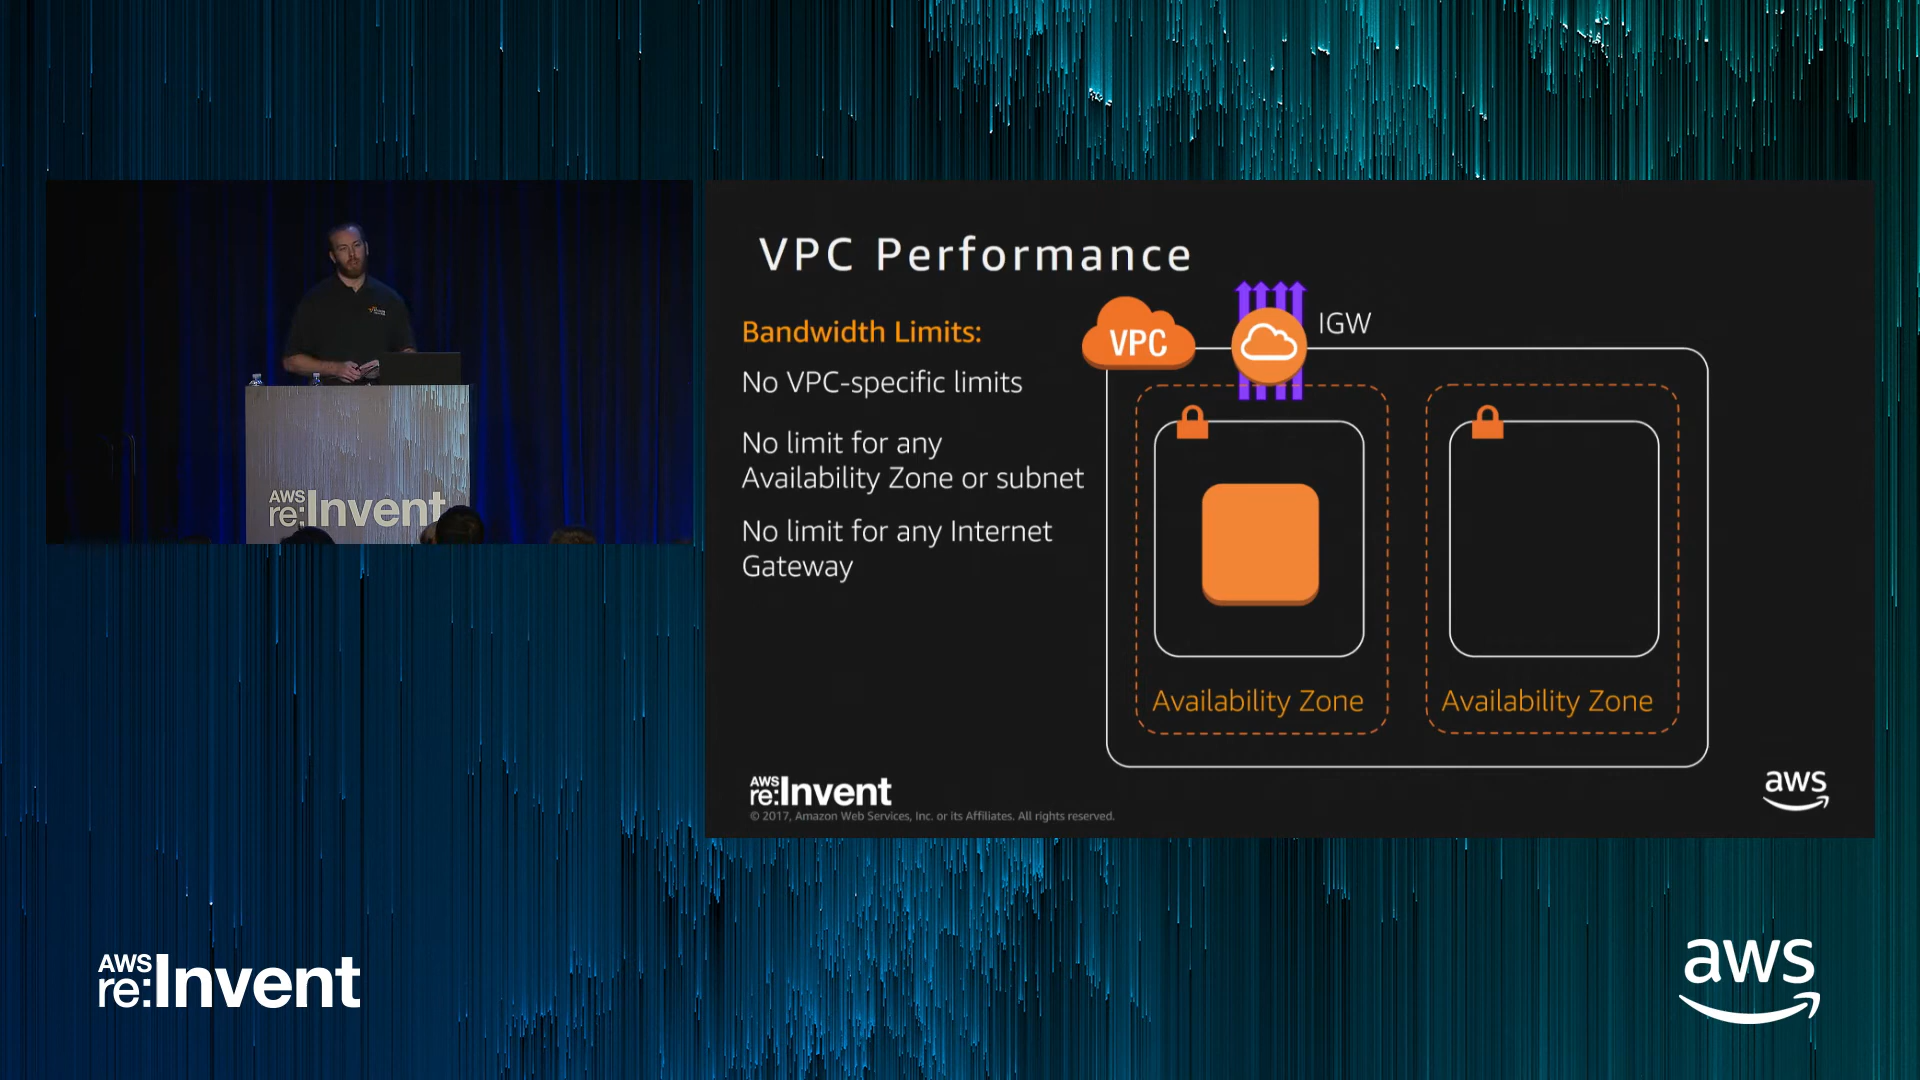 VPC Performance
Bandwidth Limits:
No VPC-specific limits
No limit for any
Availability Zone or subnet
No limit for any Internet
Gateway
VPC
IGW
Availability Zone
Availability Zone
AWS
re:Invent
© 2017, Amazon Web Services, Inc. or its Affiliates. All rights reserved.
aws
AWS
re:Invent
AWS
re:Invent
aws